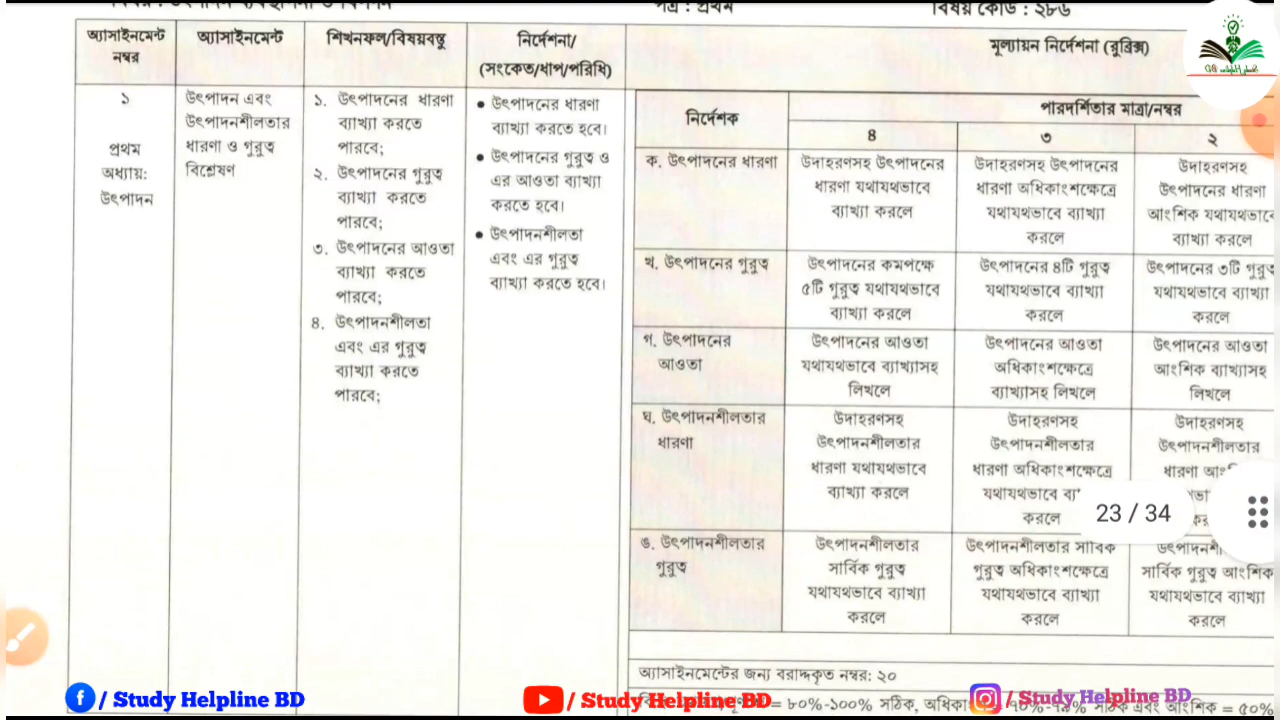 পত্র : প্রথম
বিষয় কোড : ২৮৬
অ্যাসাইনমেন্ট
নম্বর
অ্যাসাইনমেন্ট
শিখনফল/বিষয়বস্তু
নির্দেশনা/
(সংকেত/ধাপ/পরিধি)
মূল্যায়ন নির্দেশনা (রুব্রিক্স)
১
প্রথম
অধ্যায়:
উৎপাদন
উৎপাদন এবং
উৎপাদনশীলতার
ধারণা ও গুরুত্ব
বিশ্লেষণ
১. উৎপাদনের ধারণা
ব্যাখ্যা করতে
পারবে;
২. উৎপাদনের গুরুত্ব
ব্যাখ্যা করতে
পারবে;
৩. উৎপাদনের আওতা
ব্যাখ্যা করতে
পারবে;
৪. উৎপাদনশীলতা
এবং এর গুরুত্ব
ব্যাখ্যা করতে
পারবে;
• উৎপাদনের ধারণা
ব্যাখ্যা করতে হবে।
• উৎপাদনের গুরুত্ব ও
এর আওতা ব্যাখ্যা
করতে হবে।
• উৎপাদনশীলতা
এবং এর গুরুত্ব
ব্যাখ্যা করতে হবে।
নির্দেশক
পারদর্শিতার মাত্রা/নম্বর
৪
৩
২
ক. উৎপাদনের ধারণা
উদাহরণসহ উৎপাদনের
ধারণা যথাযথভাবে
ব্যাখ্যা করলে
উদাহরণসহ উৎপাদনের
ধারণা অধিকাংশক্ষেত্রে
যথাযথভাবে ব্যাখ্যা
করলে
উদাহরণসহ
উৎপাদনের ধারণা
আংশিক যথাযথভাবে
ব্যাখ্যা করলে
খ. উৎপাদনের গুরুত্ব
উৎপাদনের কমপক্ষে
৫টি গুরুত্ব যথাযথভাবে
ব্যাখ্যা করলে
উৎপাদনের ৪টি গুরুত্ব
যথাযথভাবে ব্যাখ্যা
করলে
উৎপাদনের ৩টি গুরুত্ব
যথাযথভাবে ব্যাখ্যা
করলে
গ. উৎপাদনের
আওতা
উৎপাদনের আওতা
যথাযথভাবে ব্যাখ্যাসহ
লিখলে
উৎপাদনের আওতা
অধিকাংশক্ষেত্রে
ব্যাখ্যাসহ লিখলে
উৎপাদনের আওতা
আংশিক ব্যাখ্যাসহ
লিখলে
ঘ. উৎপাদনশীলতার
ধারণা
উদাহরণসহ
উৎপাদনশীলতার
ধারণা যথাযথভাবে
ব্যাখ্যা করলে
উদাহরণসহ
উৎপাদনশীলতার
ধারণা অধিকাংশক্ষেত্রে
যথাযথভাবে
করলে
উদাহরণসহ
উৎপাদনশীলতার
ধারণা
23 / 34
ঙ. উৎপাদনশীলতার
গুরুত্ব
উৎপাদনশীলতার
সার্বিক গুরুত্ব
যথাযথভাবে ব্যাখ্যা
করলে
উৎপাদনশীলতার সার্বিক
গুরুত্ব অধিকাংশক্ষেত্রে
যথাযথভাবে ব্যাখ্যা
করলে
সার্বিক গুরুত্ব আংশিক
যথাযথভাবে ব্যাখ্যা
করলে
অ্যাসাইনমেন্টের জন্য বরাদ্দকৃত নম্বর: ২০
= ৮০%-১০০% সঠিক, এবং আংশিক = ৫০%
/ Study Helpline BD
/ Study Helpline BD
/ Study Helpline BD